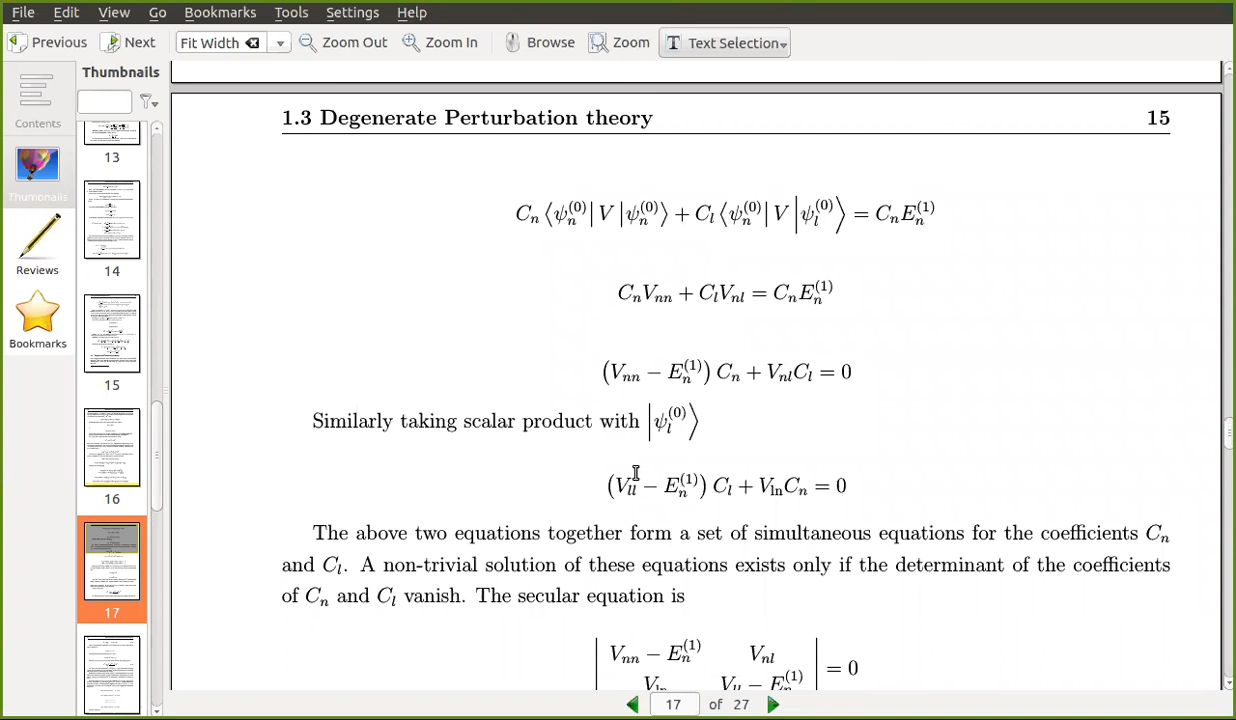 File Edit View Go Bookmarks Tools Settings Help
Previous Next Fit Width Zoom Out Zoom In Browse Zoom Text Selection
Thumbnails
Contents
Thumbnails
Reviews
Bookmarks
13
14
15
16
17
1.3 Degenerate Perturbation theory 15
C_n ⟨ψ_n^(0)| V |ψ_n^(0)⟩ + C_l ⟨ψ_n^(0)| V |ψ_l^(0)⟩ = C_n E_n^(1)
C_n V_nn + C_l V_nl = C_n E_n^(1)
(V_nn − E_n^(1)) C_n + V_nl C_l = 0
Similarly taking scalar product with |ψ_l^(0)⟩
(V_ll − E_n^(1)) C_l + V_ln C_n = 0
The above two equations together form a set of simultaneous equations for the coefficients C_n
and C_l. A non-trivial solution of these equations exists only if the determinant of the coefficients
of C_n and C_l vanish. The secular equation is
| V_nn − E_n^(1) V_nl |
| V_ln V_ll − E_n^(1) | = 0
17 of 27